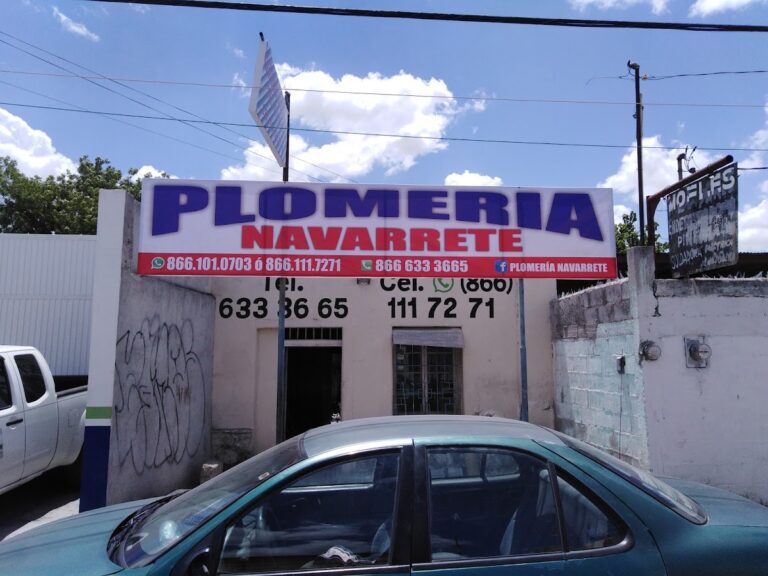 PLOMERIA
NAVARRETE
866.101.0703 ó 866.111.7271 866 633 3665 PLOMERÍA NAVARRETE
Tel. Cel. (866)
633 36 65 111 72 71
MOFLES